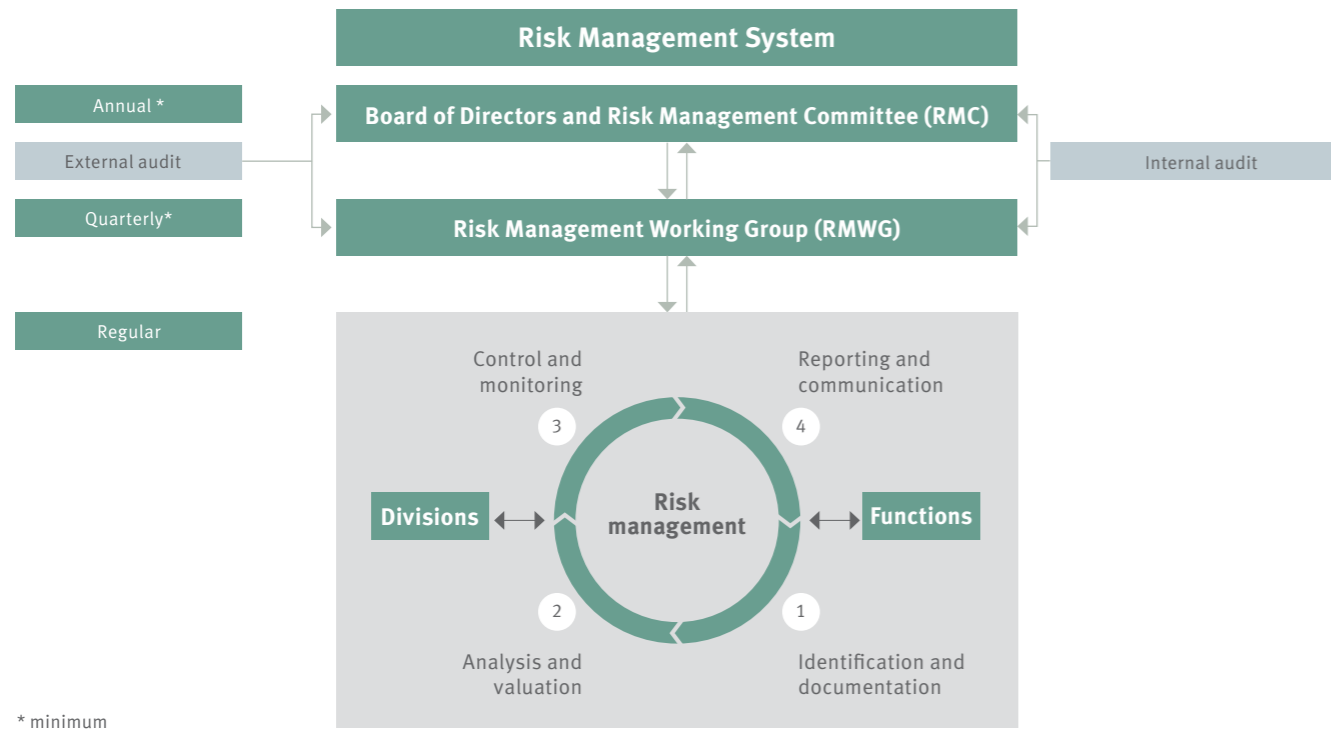 Risk Management System
Annual *
Board of Directors and Risk Management Committee (RMC)
External audit
Internal audit
Quarterly*
Risk Management Working Group (RMWG)
Regular
Control and
monitoring
Reporting and
communication
3
4
Divisions
Risk
management
Functions
2
1
Analysis and
valuation
Identification and
documentation
* minimum